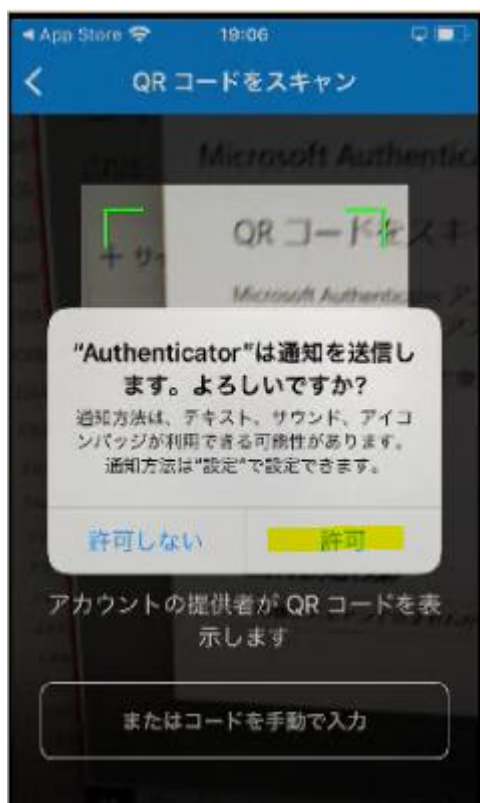 ◀ App Store 19:06
QR コードをスキャン
Microsoft Authentic
+ サ
QR コードをスキ
Microsoft Authenticator ア
"Authenticator"は通知を送信し
ます。よろしいですか?
通知方法は、テキスト、サウンド、アイコ
ンバッジが利用できる可能性があります。
通知方法は"設定"で設定できます。
許可しない 許可
アカウントの提供者が QR コードを表
示します
またはコードを手動で入力